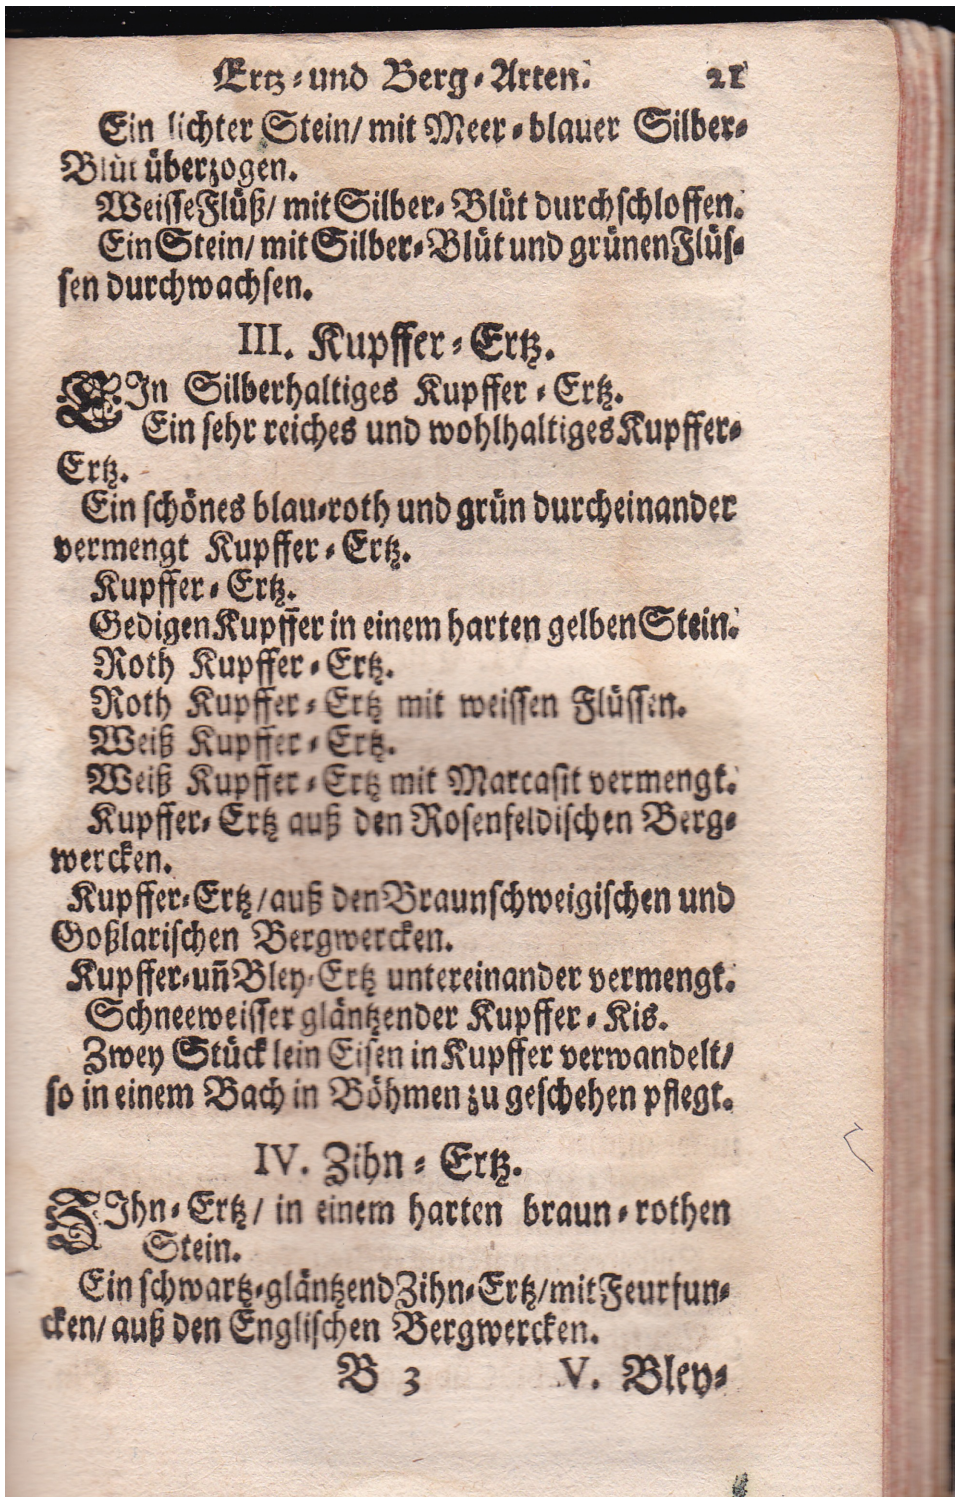 Ertz-und Berg-Arten. 21
Ein lichter Stein/ mit Meer-blauer Silber-
Blüt überzogen.
Weisse Flüß/ mit Silber-Blüt durchschloffen.
Ein Stein/ mit Silber-Blüt und grünen Flüs-
sen durchwachsen.
III. Kupffer-Ertz.
EIn Silberhaltiges Kupffer-Ertz.
Ein sehr reiches und wohlhaltiges Kupffer-
Ertz.
Ein schönes blau-roth und grün durcheinander
vermengt Kupffer-Ertz.
Kupffer-Ertz.
Gedigen Kupffer in einem harten gelben Stein.
Roth Kupffer-Ertz.
Roth Kupffer-Ertz mit weissen Flüssen.
Weiß Kupffer-Ertz.
Weiß Kupffer-Ertz mit Marcasit vermengt.
Kupffer-Ertz auß den Rosenfeldischen Berg-
wercken.
Kupffer-Ertz/ auß den Braunschweigischen und
Goßlarischen Bergwercken.
Kupffer-uñ Bley-Ertz untereinander vermengt.
Schneeweisser gläntzender Kupffer-Kis.
Zwey Stücklein Eisen in Kupffer verwandelt/
so in einem Bach in Böhmen zu geschehen pflegt.
IV. Zihn-Ertz.
ZIhn-Ertz/ in einem harten braun-rothen
Stein.
Ein schwartz-gläntzend Zihn-Ertz/ mit Feurfun-
cken/ auß den Englischen Bergwercken.
B 3 V. Bley-